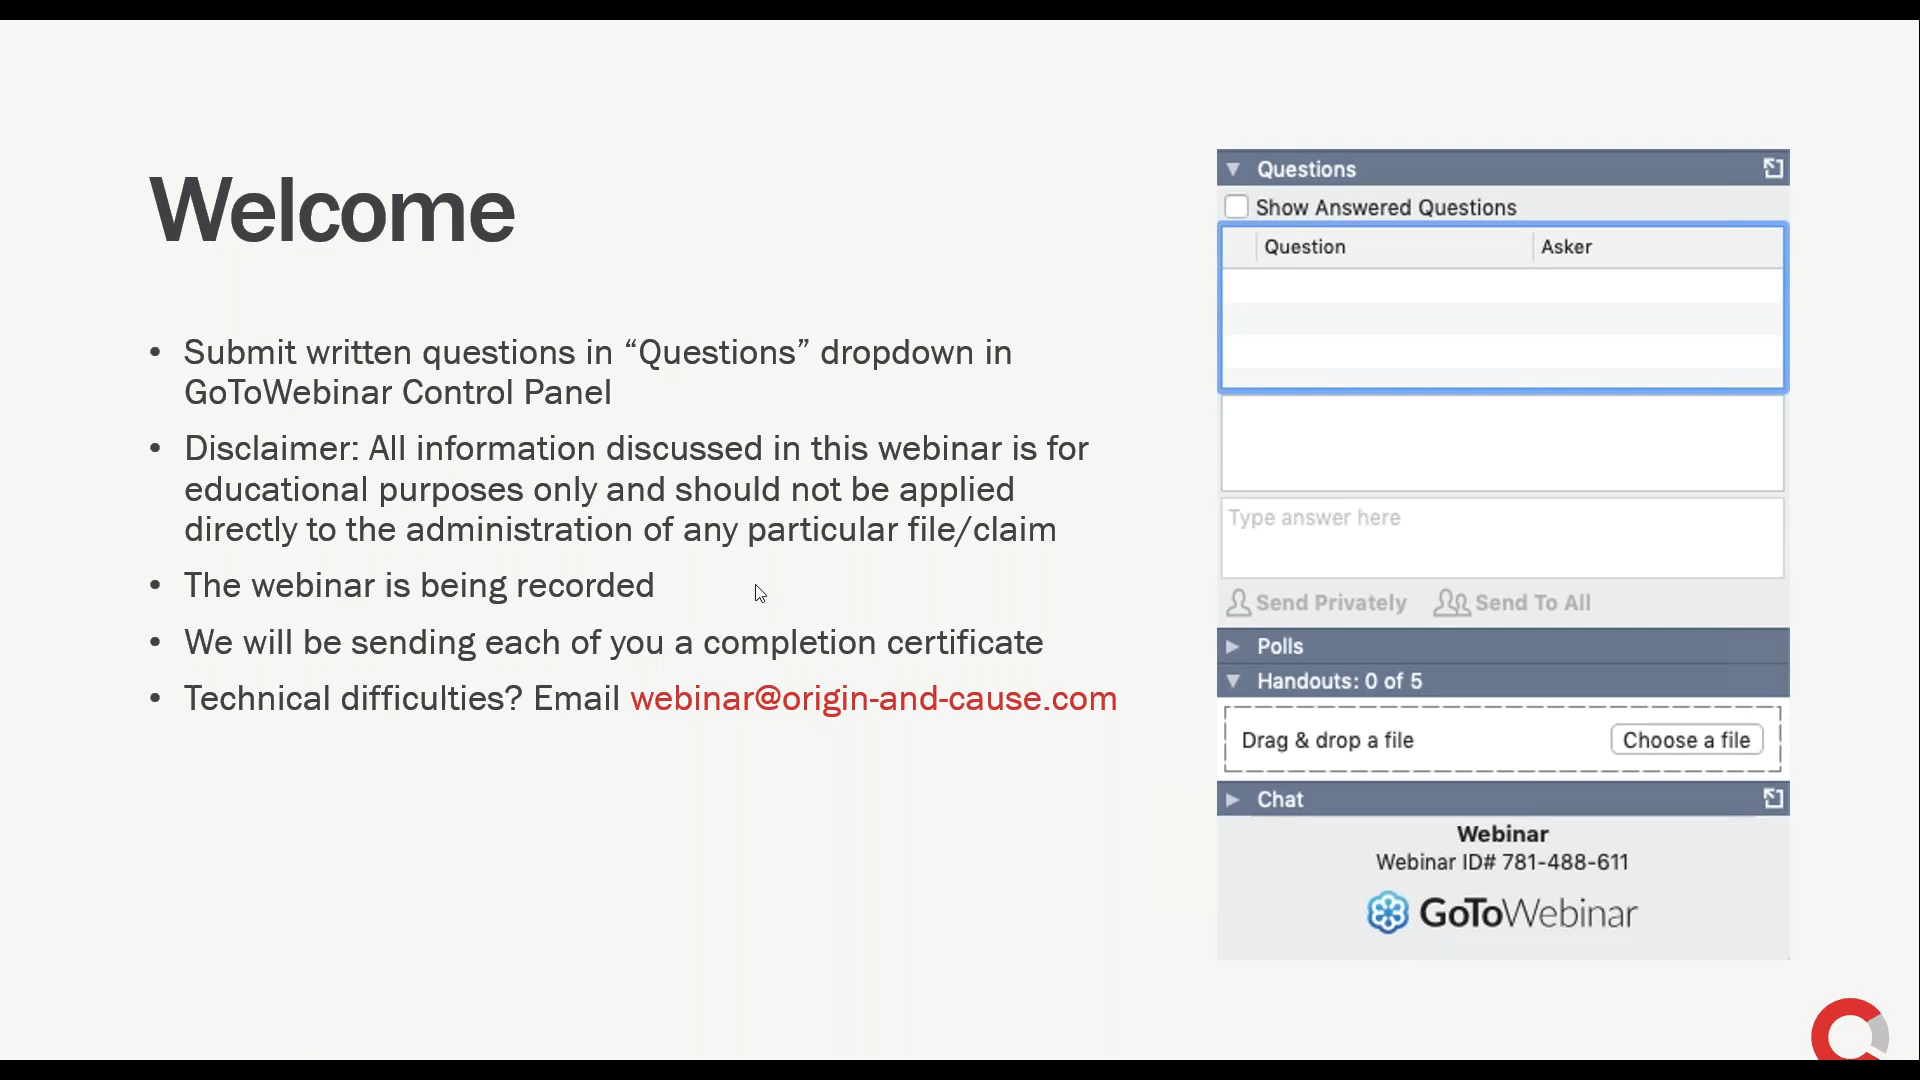 Welcome
• Submit written questions in “Questions” dropdown in
GoToWebinar Control Panel
• Disclaimer: All information discussed in this webinar is for
educational purposes only and should not be applied
directly to the administration of any particular file/claim
• The webinar is being recorded
• We will be sending each of you a completion certificate
• Technical difficulties? Email webinar@origin-and-cause.com
Questions
Show Answered Questions
Question Asker
Type answer here
Send Privately Send To All
Polls
Handouts: 0 of 5
Drag & drop a file Choose a file
Chat
Webinar
Webinar ID# 781-488-611
GoToWebinar